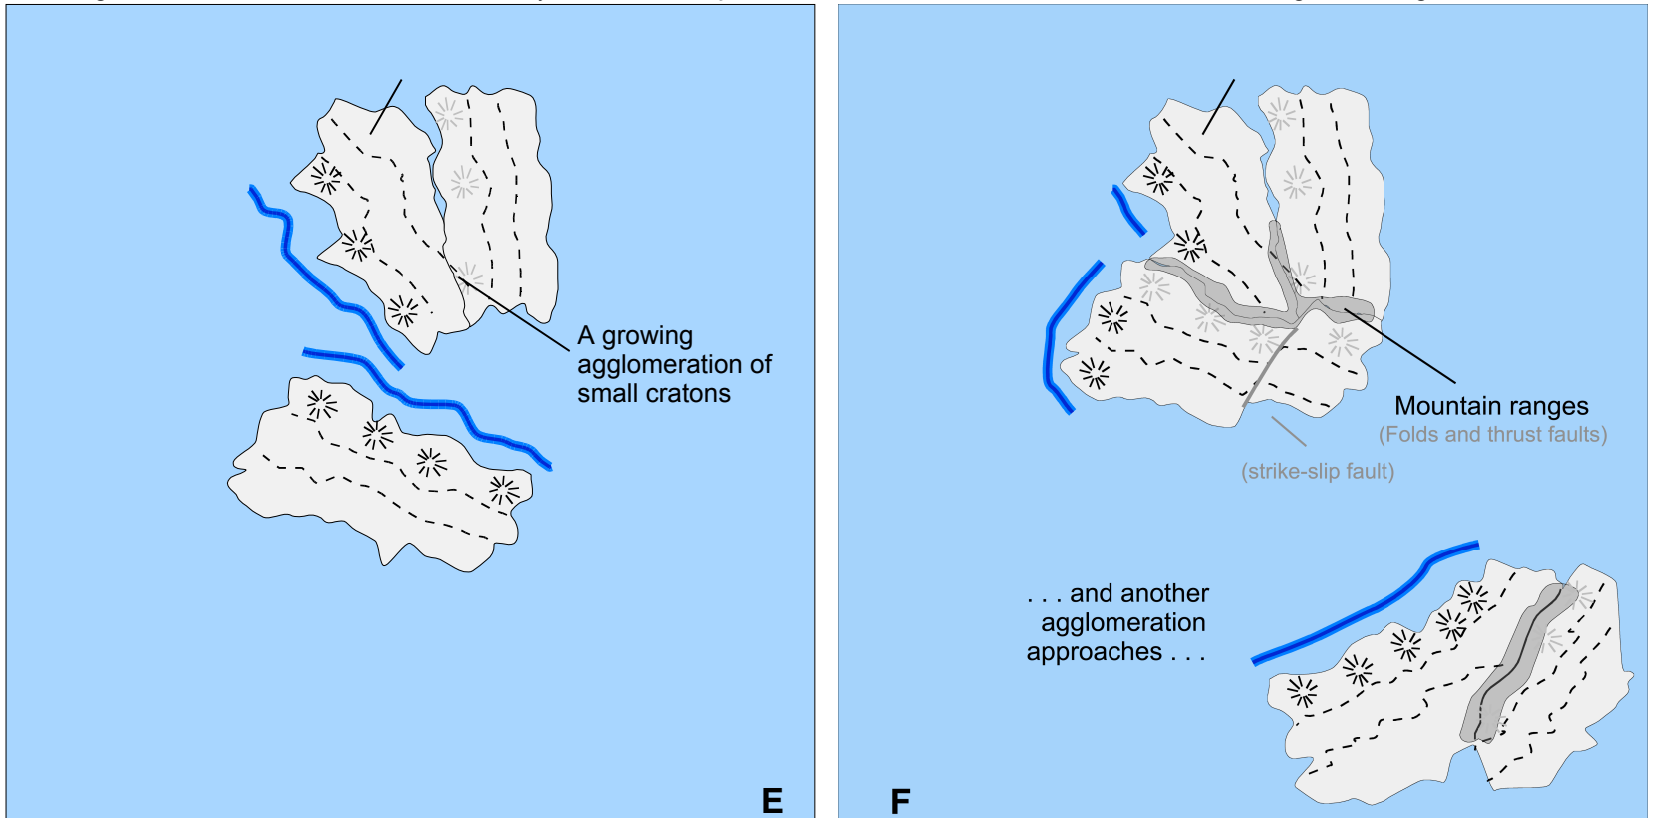 A growing
agglomeration of
small cratons
E
Mountain ranges
(Folds and thrust faults)
(strike-slip fault)
. . . and another
agglomeration
approaches . . .
F